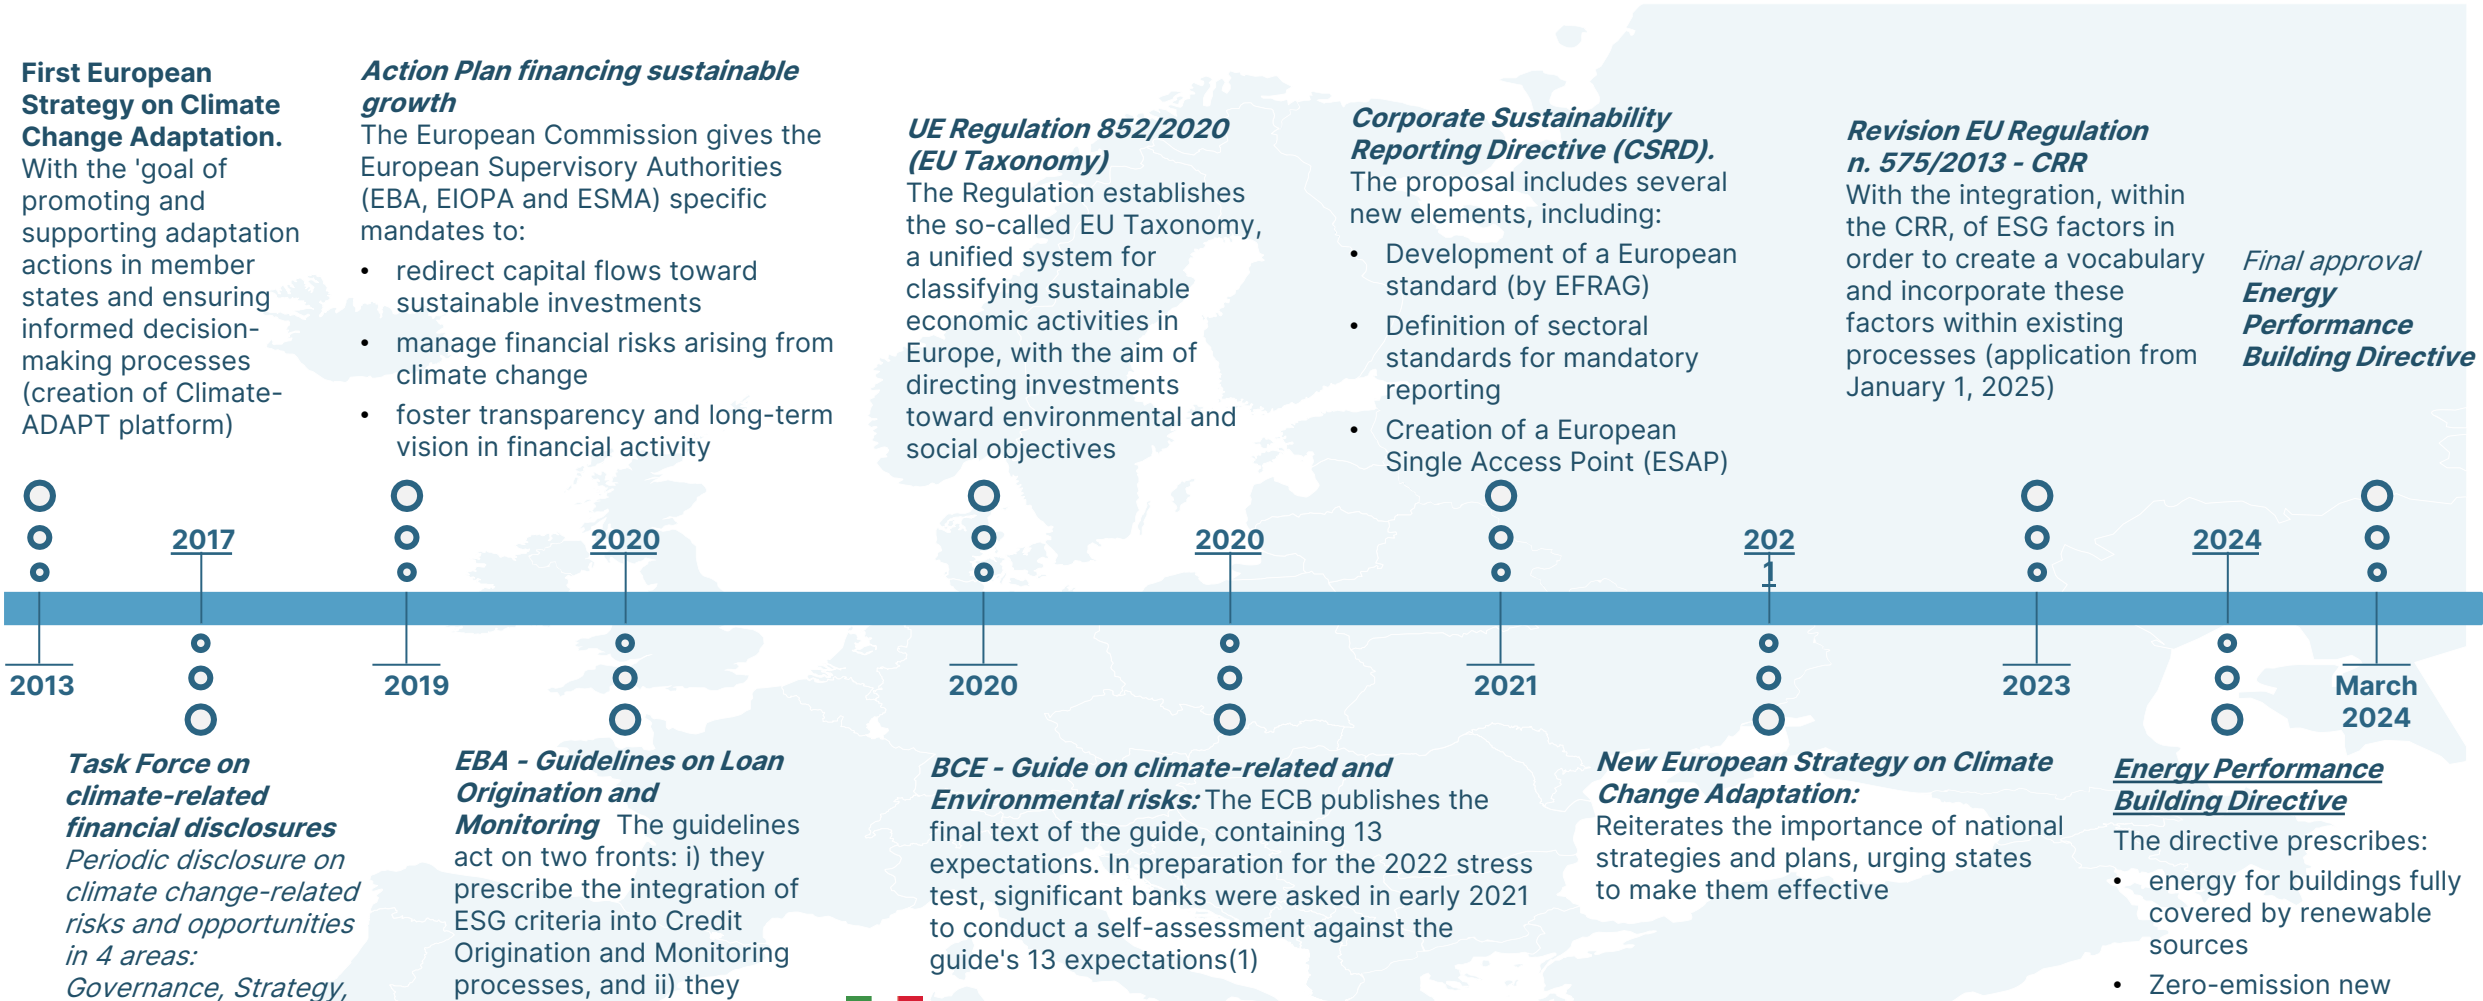 First European
Strategy on Climate
Change Adaptation.
With the 'goal of
promoting and
supporting adaptation
actions in member
states and ensuring
informed decision-
making processes
(creation of Climate-
ADAPT platform)
Action Plan financing sustainable
growth
The European Commission gives the
European Supervisory Authorities
(EBA, EIOPA and ESMA) specific
mandates to:
• redirect capital flows toward
sustainable investments
• manage financial risks arising from
climate change
• foster transparency and long-term
vision in financial activity
UE Regulation 852/2020
(EU Taxonomy)
The Regulation establishes
the so-called EU Taxonomy,
a unified system for
classifying sustainable
economic activities in
Europe, with the aim of
directing investments
toward environmental and
social objectives
Corporate Sustainability
Reporting Directive (CSRD).
The proposal includes several
new elements, including:
• Development of a European
standard (by EFRAG)
• Definition of sectoral
standards for mandatory
reporting
• Creation of a European
Single Access Point (ESAP)
Revision EU Regulation
n. 575/2013 - CRR
With the integration, within
the CRR, of ESG factors in
order to create a vocabulary
and incorporate these
factors within existing
processes (application from
January 1, 2025)
Final approval
Energy
Performance
Building Directive
2017
2020
2020
202
1
2024
2013
2019
2020
2021
2023
March
2024
Task Force on
climate-related
financial disclosures
Periodic disclosure on
climate change-related
risks and opportunities
in 4 areas:
Governance, Strategy,
EBA - Guidelines on Loan
Origination and
Monitoring The guidelines
act on two fronts: i) they
prescribe the integration of
ESG criteria into Credit
Origination and Monitoring
processes, and ii) they
BCE - Guide on climate-related and
Environmental risks: The ECB publishes the
final text of the guide, containing 13
expectations. In preparation for the 2022 stress
test, significant banks were asked in early 2021
to conduct a self-assessment against the
guide's 13 expectations(1)
New European Strategy on Climate
Change Adaptation:
Reiterates the importance of national
strategies and plans, urging states
to make them effective
Energy Performance
Building Directive
The directive prescribes:
• energy for buildings fully
covered by renewable
sources
• Zero-emission new